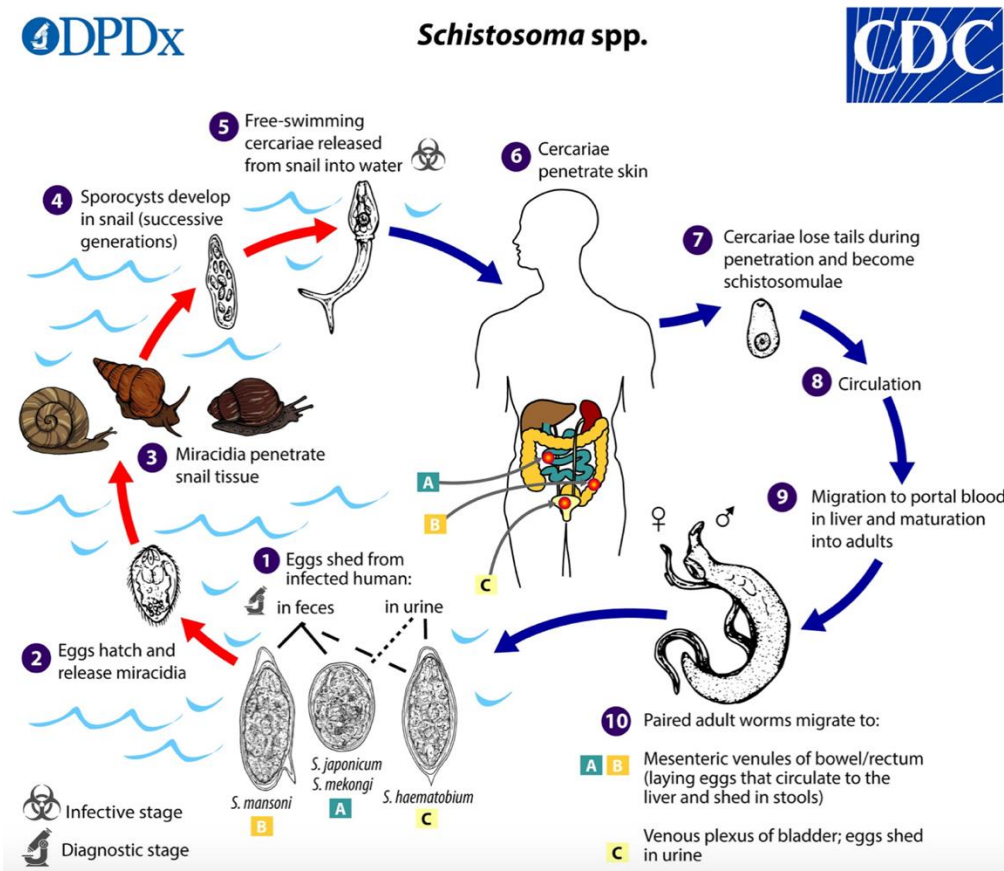 DPDx
Schistosoma spp.
CDC
5 Free-swimming
cercariae released
from snail into water
6 Cercariae
penetrate skin
4 Sporocysts develop
in snail (successive
generations)
7 Cercariae lose tails during
penetration and become
schistosomulae
8 Circulation
3 Miracidia penetrate
snail tissue
A
B
C
9 Migration to portal blood
in liver and maturation
into adults
♀ ♂
1 Eggs shed from
infected human:
in feces
in urine
2 Eggs hatch and
release miracidia
S. mansoni
B
S. japonicum
S. mekongi
A
S. haematobium
C
10 Paired adult worms migrate to:
A B Mesenteric venules of bowel/rectum
(laying eggs that circulate to the
liver and shed in stools)
C Venous plexus of bladder; eggs shed
in urine
Infective stage
Diagnostic stage